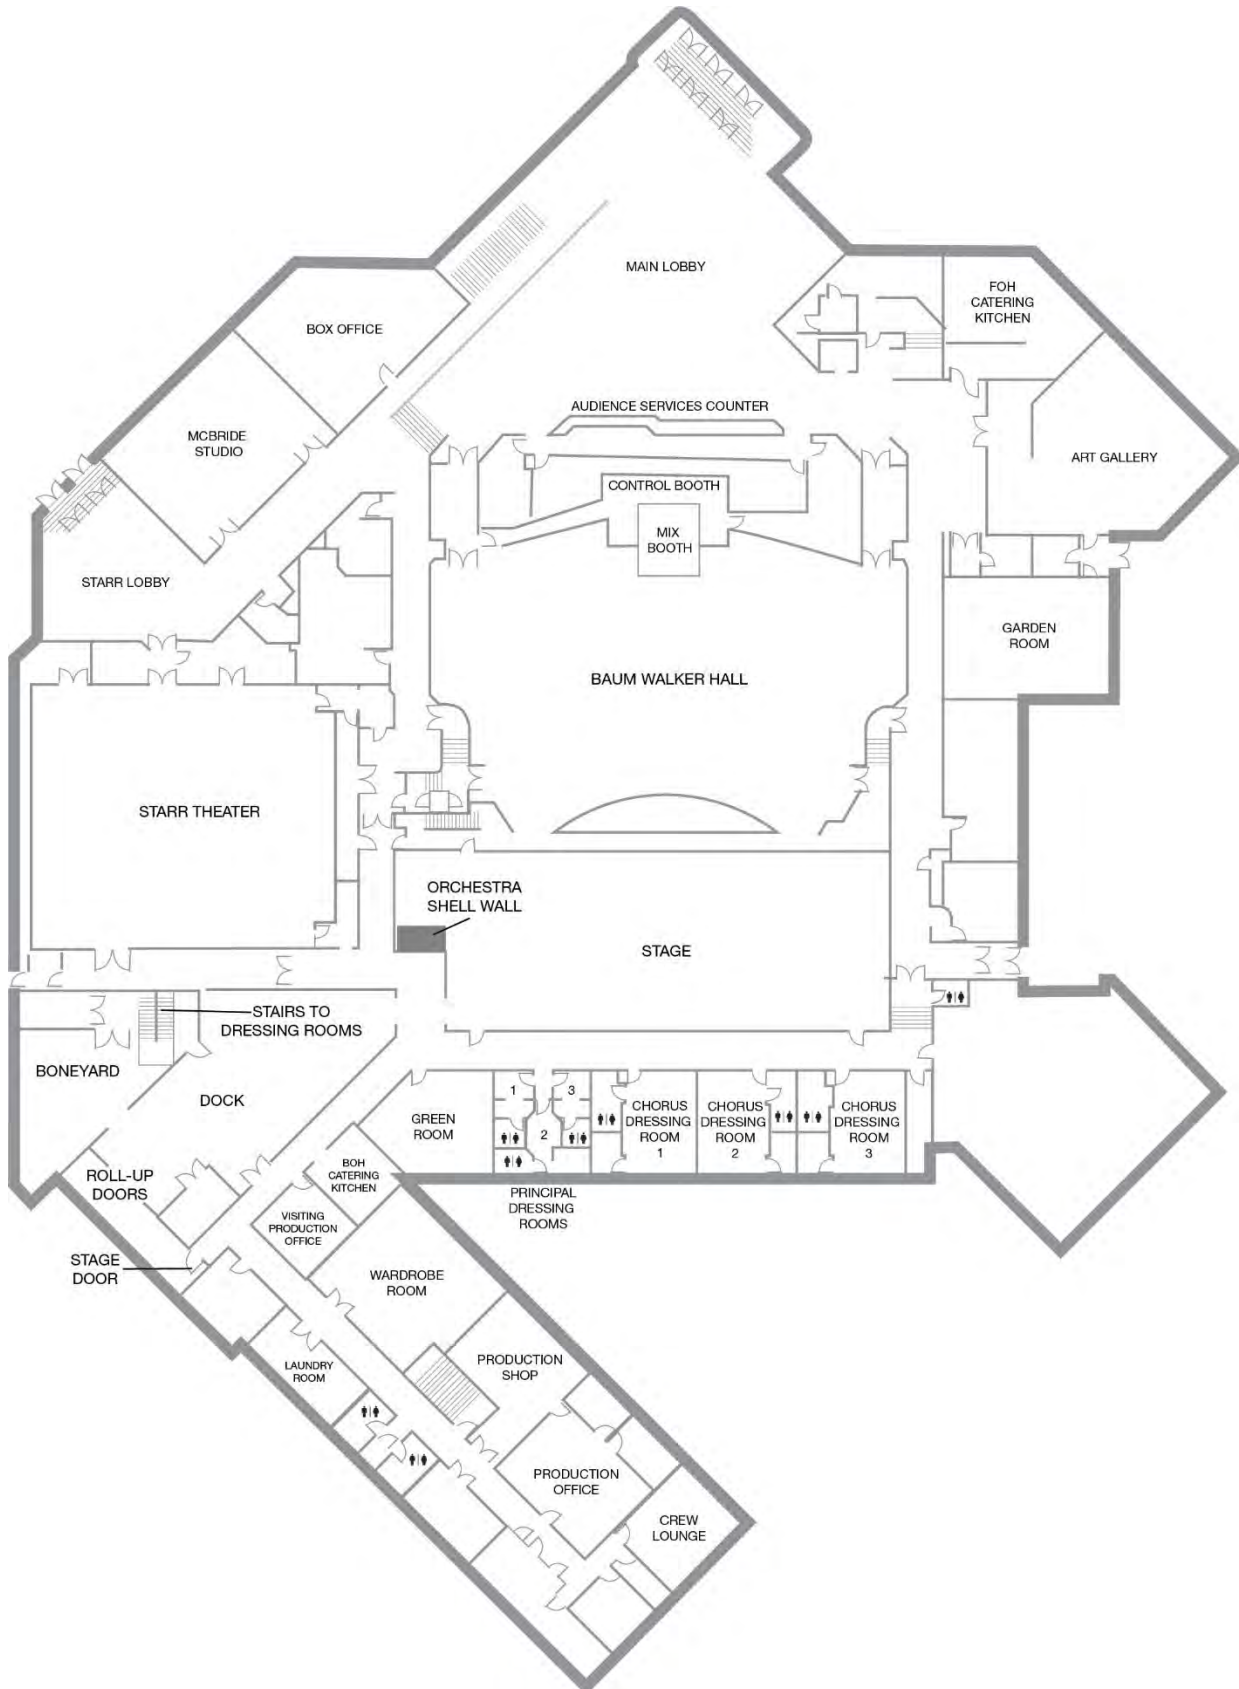 MAIN LOBBY
FOH
CATERING
KITCHEN
BOX OFFICE
AUDIENCE SERVICES COUNTER
MCBRIDE
STUDIO
ART GALLERY
CONTROL BOOTH
MIX
BOOTH
STARR LOBBY
GARDEN
ROOM
BAUM WALKER HALL
STARR THEATER
ORCHESTRA
SHELL WALL
STAGE
STAIRS TO
DRESSING ROOMS
BONEYARD
DOCK
GREEN
ROOM
1
3
2
CHORUS
DRESSING
ROOM
1
CHORUS
DRESSING
ROOM
2
CHORUS
DRESSING
ROOM
3
ROLL-UP
DOORS
BOH
CATERING
KITCHEN
PRINCIPAL
DRESSING
ROOMS
VISITING
PRODUCTION
OFFICE
STAGE
DOOR
WARDROBE
ROOM
PRODUCTION
SHOP
LAUNDRY
ROOM
PRODUCTION
OFFICE
CREW
LOUNGE